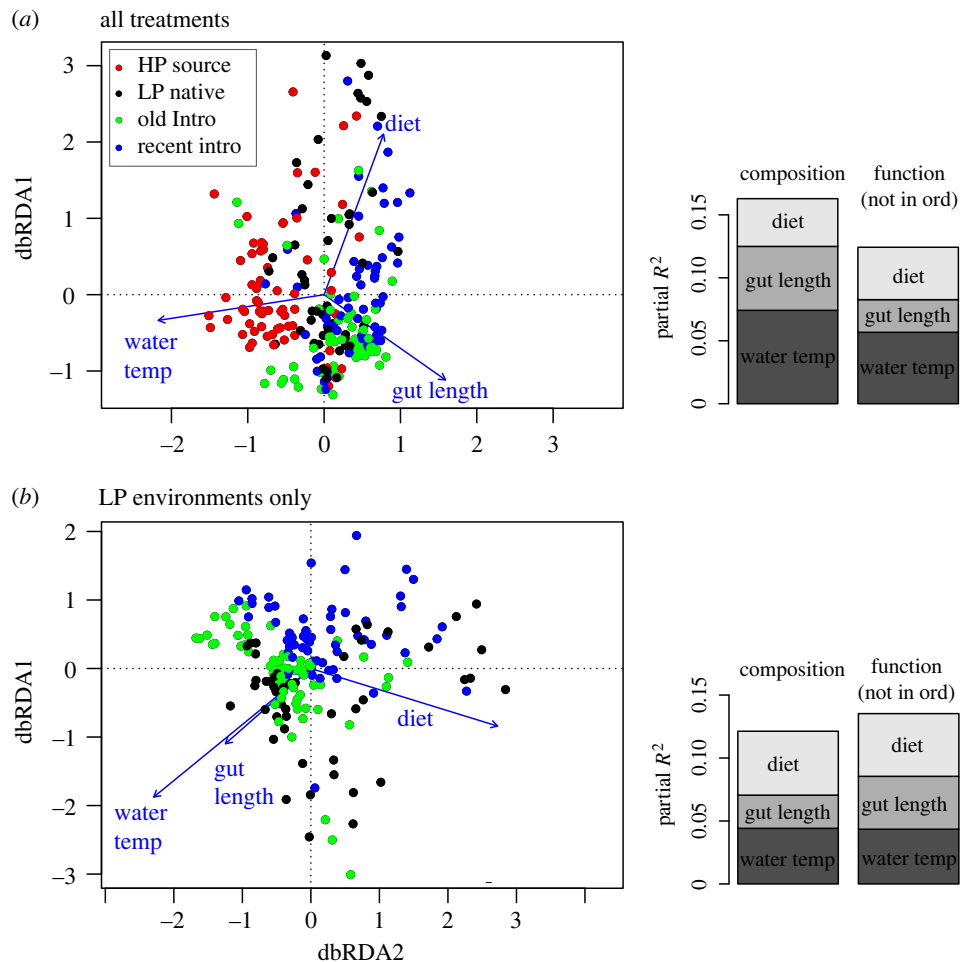 (a) all treatments
HP source
LP native
old Intro
recent intro
diet
water
temp
gut length
dbRDA1
3
2
1
0
–1
–2 –1 0 1 2 3
composition
function
(not in ord)
partial R²
0.15
0.10
0.05
0
diet
gut length
water temp
diet
gut length
water temp
(b) LP environments only
diet
gut
length
water
temp
dbRDA1
2
1
0
–1
–2
–3
–3 –2 –1 0 1 2 3
dbRDA2
composition
function
(not in ord)
partial R²
0.15
0.10
0.05
0
diet
gut length
water temp
diet
gut length
water temp